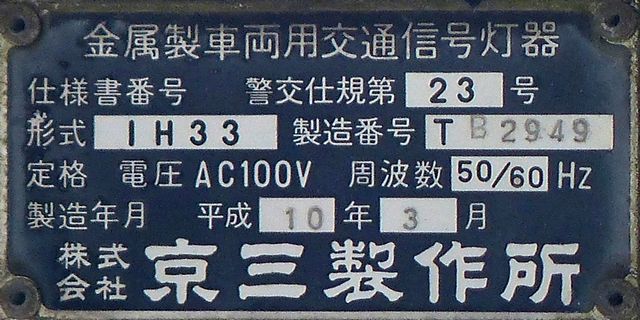 金属製車両用交通信号灯器
仕様書番号 警交仕規第 23 号
形式 1H33 製造番号 TB2949
定格 電圧 AC100V 周波数 50/60 Hz
製造年月 平成 10 年 3 月
株式会社 京三製作所